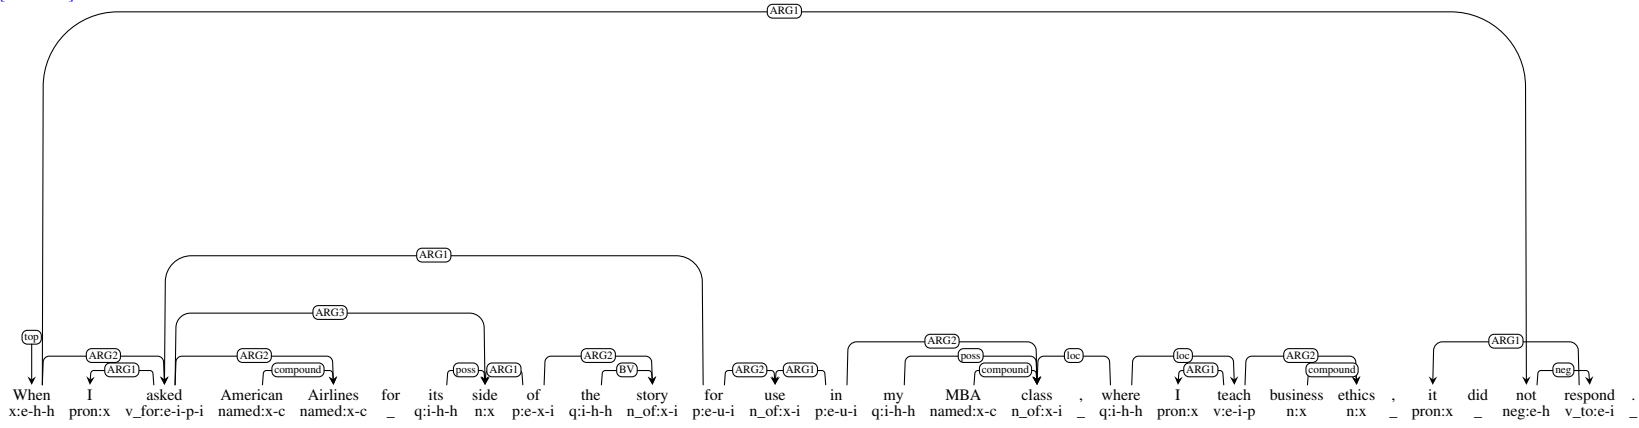 ARG1
ARG1
ARG3
top
ARG2 ARG1
ARG2 ARG2 ARG2 poss loc loc ARG2
ARG1 compound poss ARG1 BV ARG2 ARG1 compound ARG1 compound neg
When I asked American Airlines for its side of the story for use in my MBA class , where I teach business ethics , it did not respond .
x:e-h-h pron:x v_for:e-i-p-i named:x-c named:x-c _ q:i-h-h n:x p:e-x-i q:i-h-h n_of:x-i p:e-u-i n_of:x-i p:e-u-i q:i-h-h named:x-c n_of:x-i _ q:i-h-h pron:x v:e-i-p n:x n:x _ pron:x _ neg:e-h v_to:e-i _